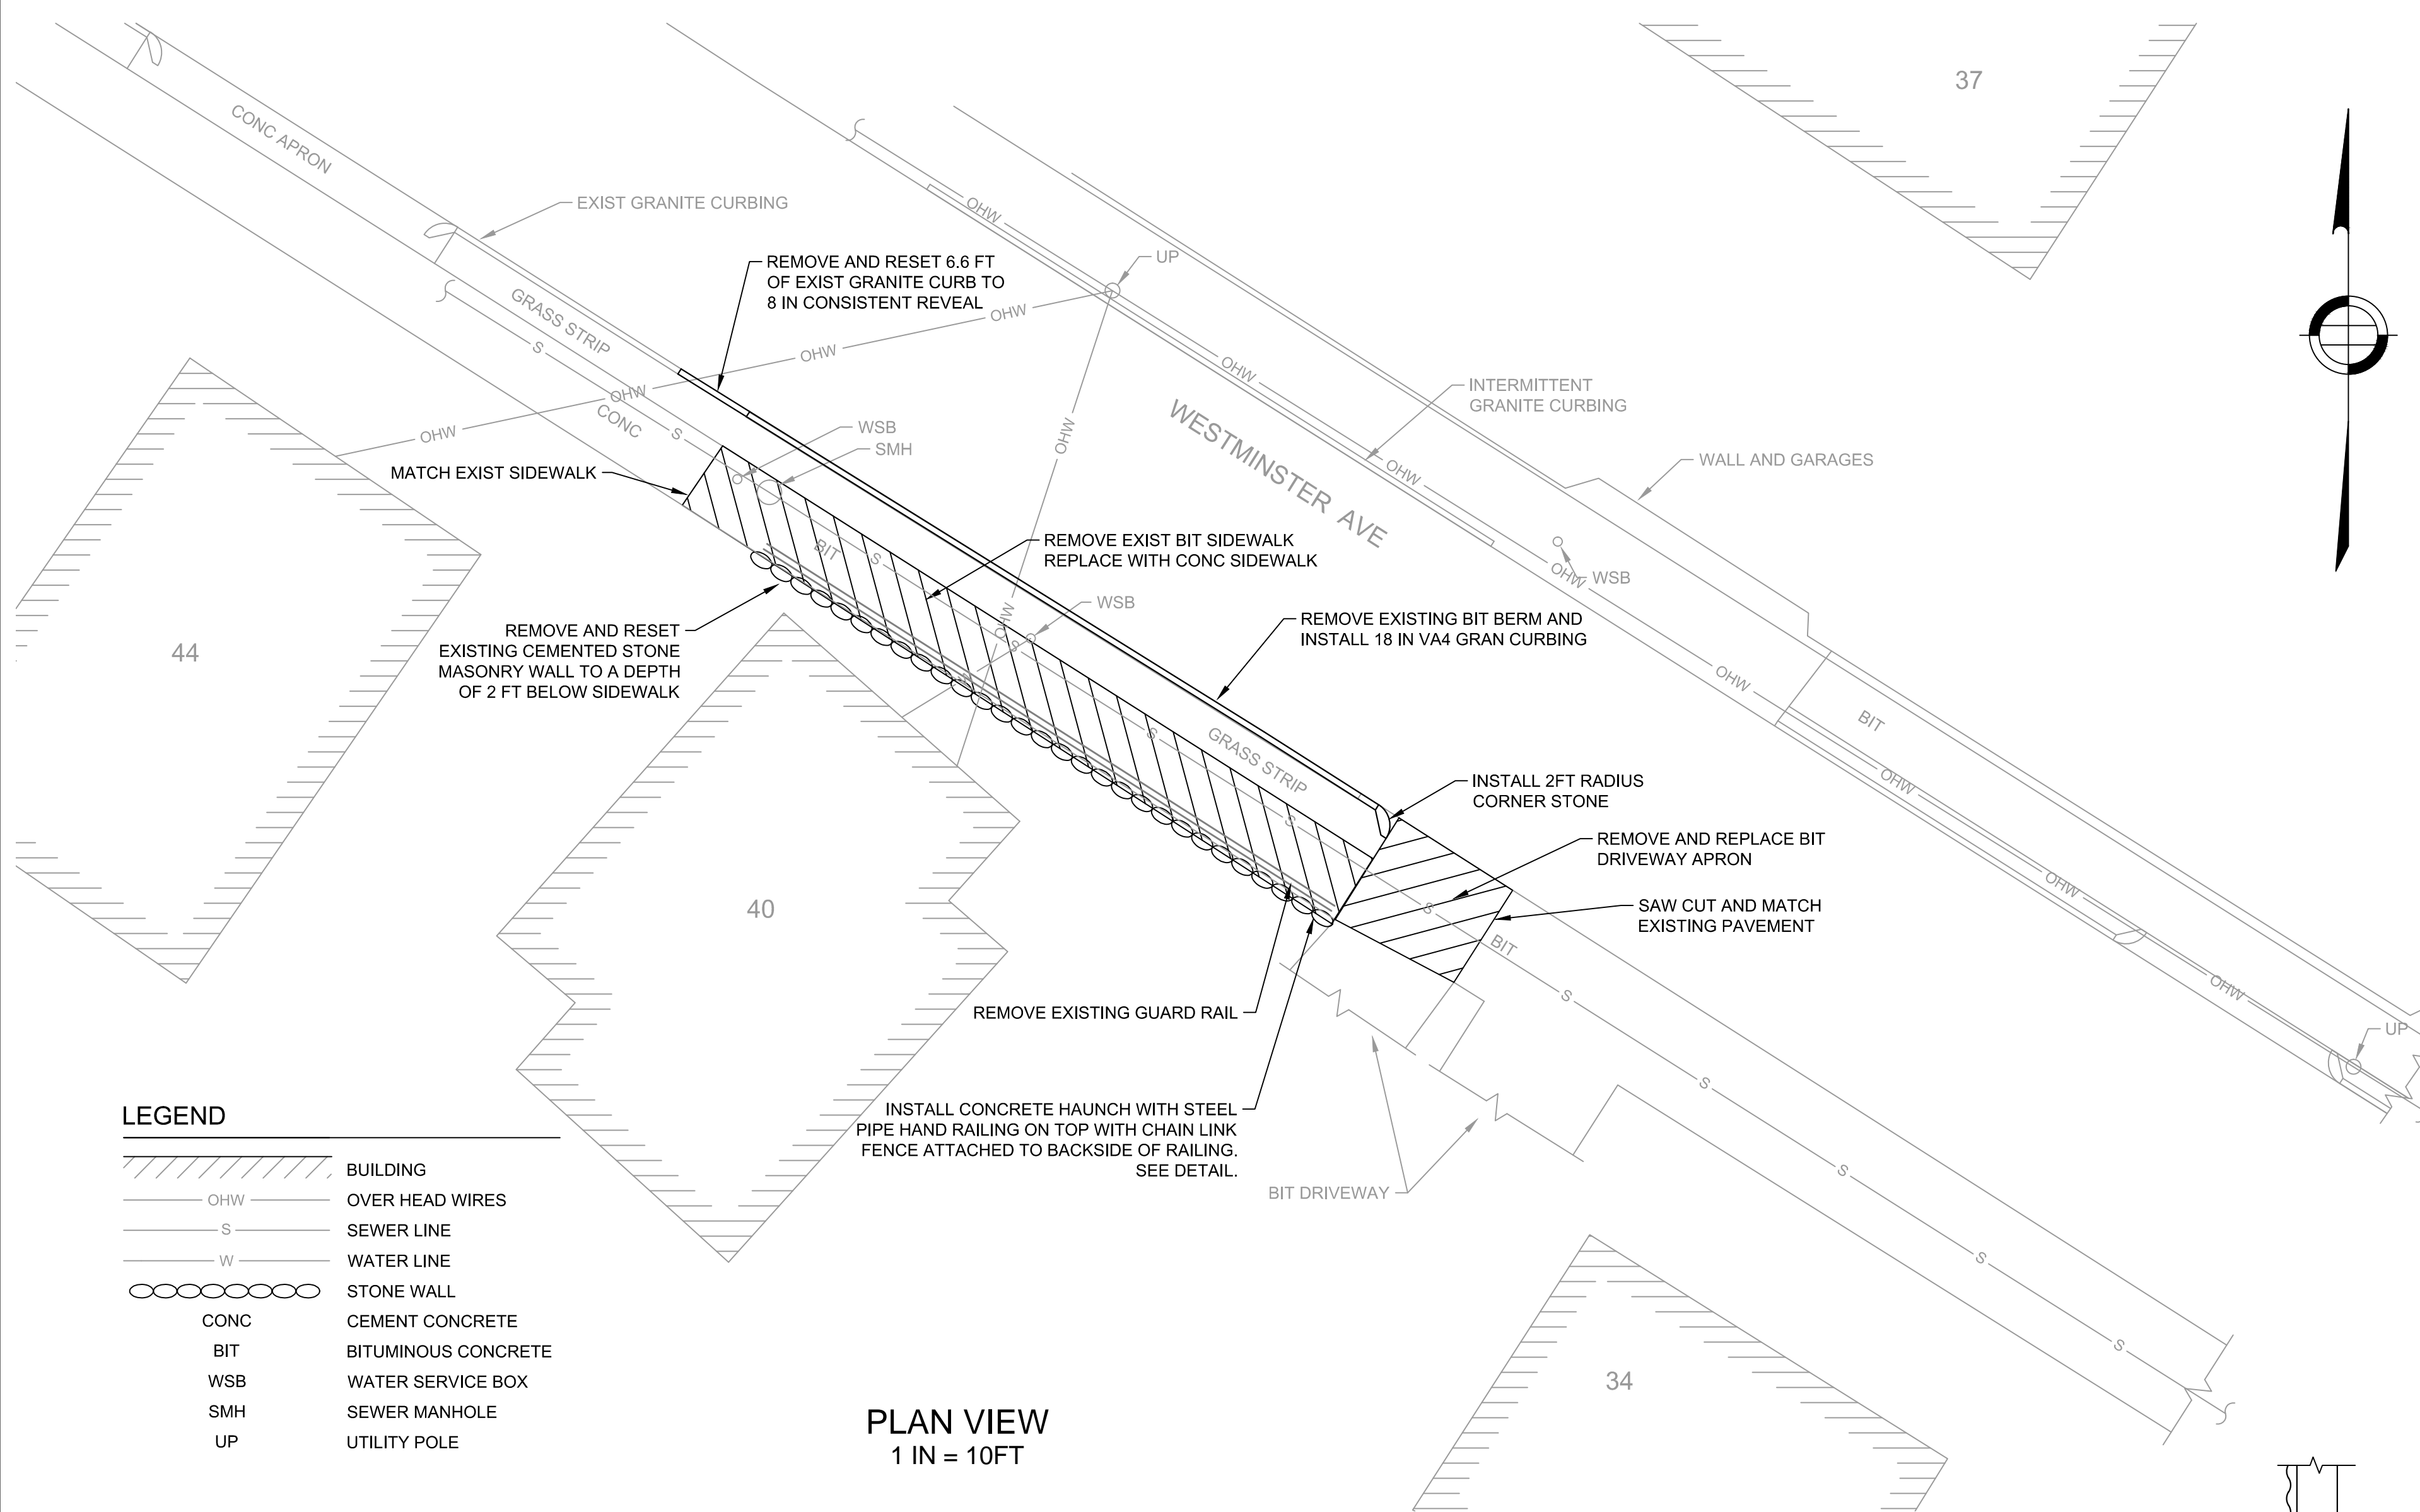 37
CONC APRON
EXIST GRANITE CURBING
OHW
REMOVE AND RESET 6.6 FT
OF EXIST GRANITE CURB TO
8 IN CONSISTENT REVEAL
UP
GRASS STRIP
OHW
OHW
OHW
OHW
S
OHW
CONC
S
OHW
WSB
SMH
MATCH EXIST SIDEWALK
WESTMINSTER AVE
INTERMITTENT
GRANITE CURBING
OHW
OHW
WALL AND GARAGES
REMOVE EXIST BIT SIDEWALK
REPLACE WITH CONC SIDEWALK
BIT
S
WSB
OHW
OHW
WSB
S
REMOVE AND RESET
EXISTING CEMENTED STONE
MASONRY WALL TO A DEPTH
OF 2 FT BELOW SIDEWALK
44
REMOVE EXISTING BIT BERM AND
INSTALL 18 IN VA4 GRAN CURBING
OHW
BIT
S
GRASS STRIP
OHW
INSTALL 2FT RADIUS
CORNER STONE
S
REMOVE AND REPLACE BIT
DRIVEWAY APRON
OHW
40
S
SAW CUT AND MATCH
EXISTING PAVEMENT
BIT
S
OHW
UP
REMOVE EXISTING GUARD RAIL
S
INSTALL CONCRETE HAUNCH WITH STEEL
PIPE HAND RAILING ON TOP WITH CHAIN LINK
FENCE ATTACHED TO BACKSIDE OF RAILING.
SEE DETAIL.
BIT DRIVEWAY
S
S
S
34
LEGEND
BUILDING
OHW OVER HEAD WIRES
S SEWER LINE
W WATER LINE
STONE WALL
CONC CEMENT CONCRETE
BIT BITUMINOUS CONCRETE
WSB WATER SERVICE BOX
SMH SEWER MANHOLE
UP UTILITY POLE
PLAN VIEW
1 IN = 10FT